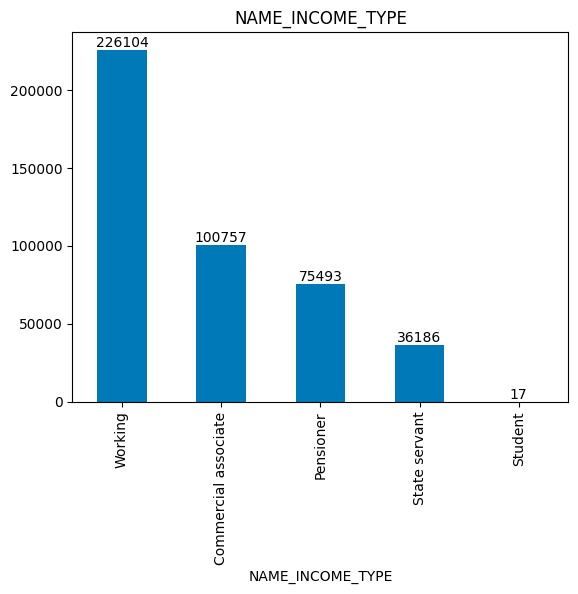 NAME_INCOME_TYPE
226104
100757
75493
36186
17
200000
150000
100000
50000
0
Working
Commercial associate
Pensioner
State servant
Student
NAME_INCOME_TYPE